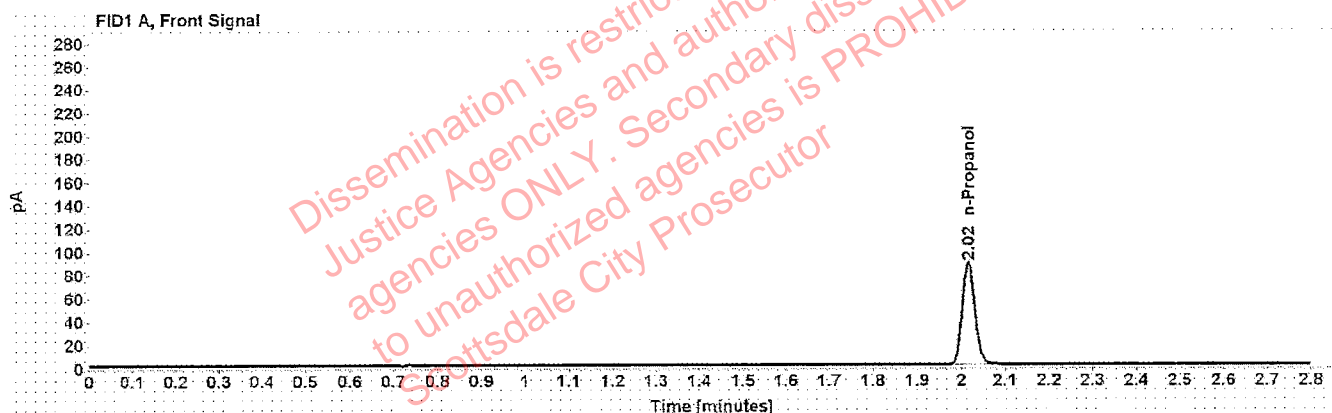 FID1 A, Front Signal
280
260
240
220
200
180
160
140
120
100
80
60
40
20
0
pA
2.02 n-Propanol
0 0.1 0.2 0.3 0.4 0.5 0.6 0.7 0.8 0.9 1 1.1 1.2 1.3 1.4 1.5 1.6 1.7 1.8 1.9 2 2.1 2.2 2.3 2.4 2.5 2.6 2.7 2.8
Time [minutes]
Dissemination is restric
Justice Agencies and autho
agencies ONLY. Secondary diss
to unauthorized agencies is PROHIB
Scottsdale City Prosecutor